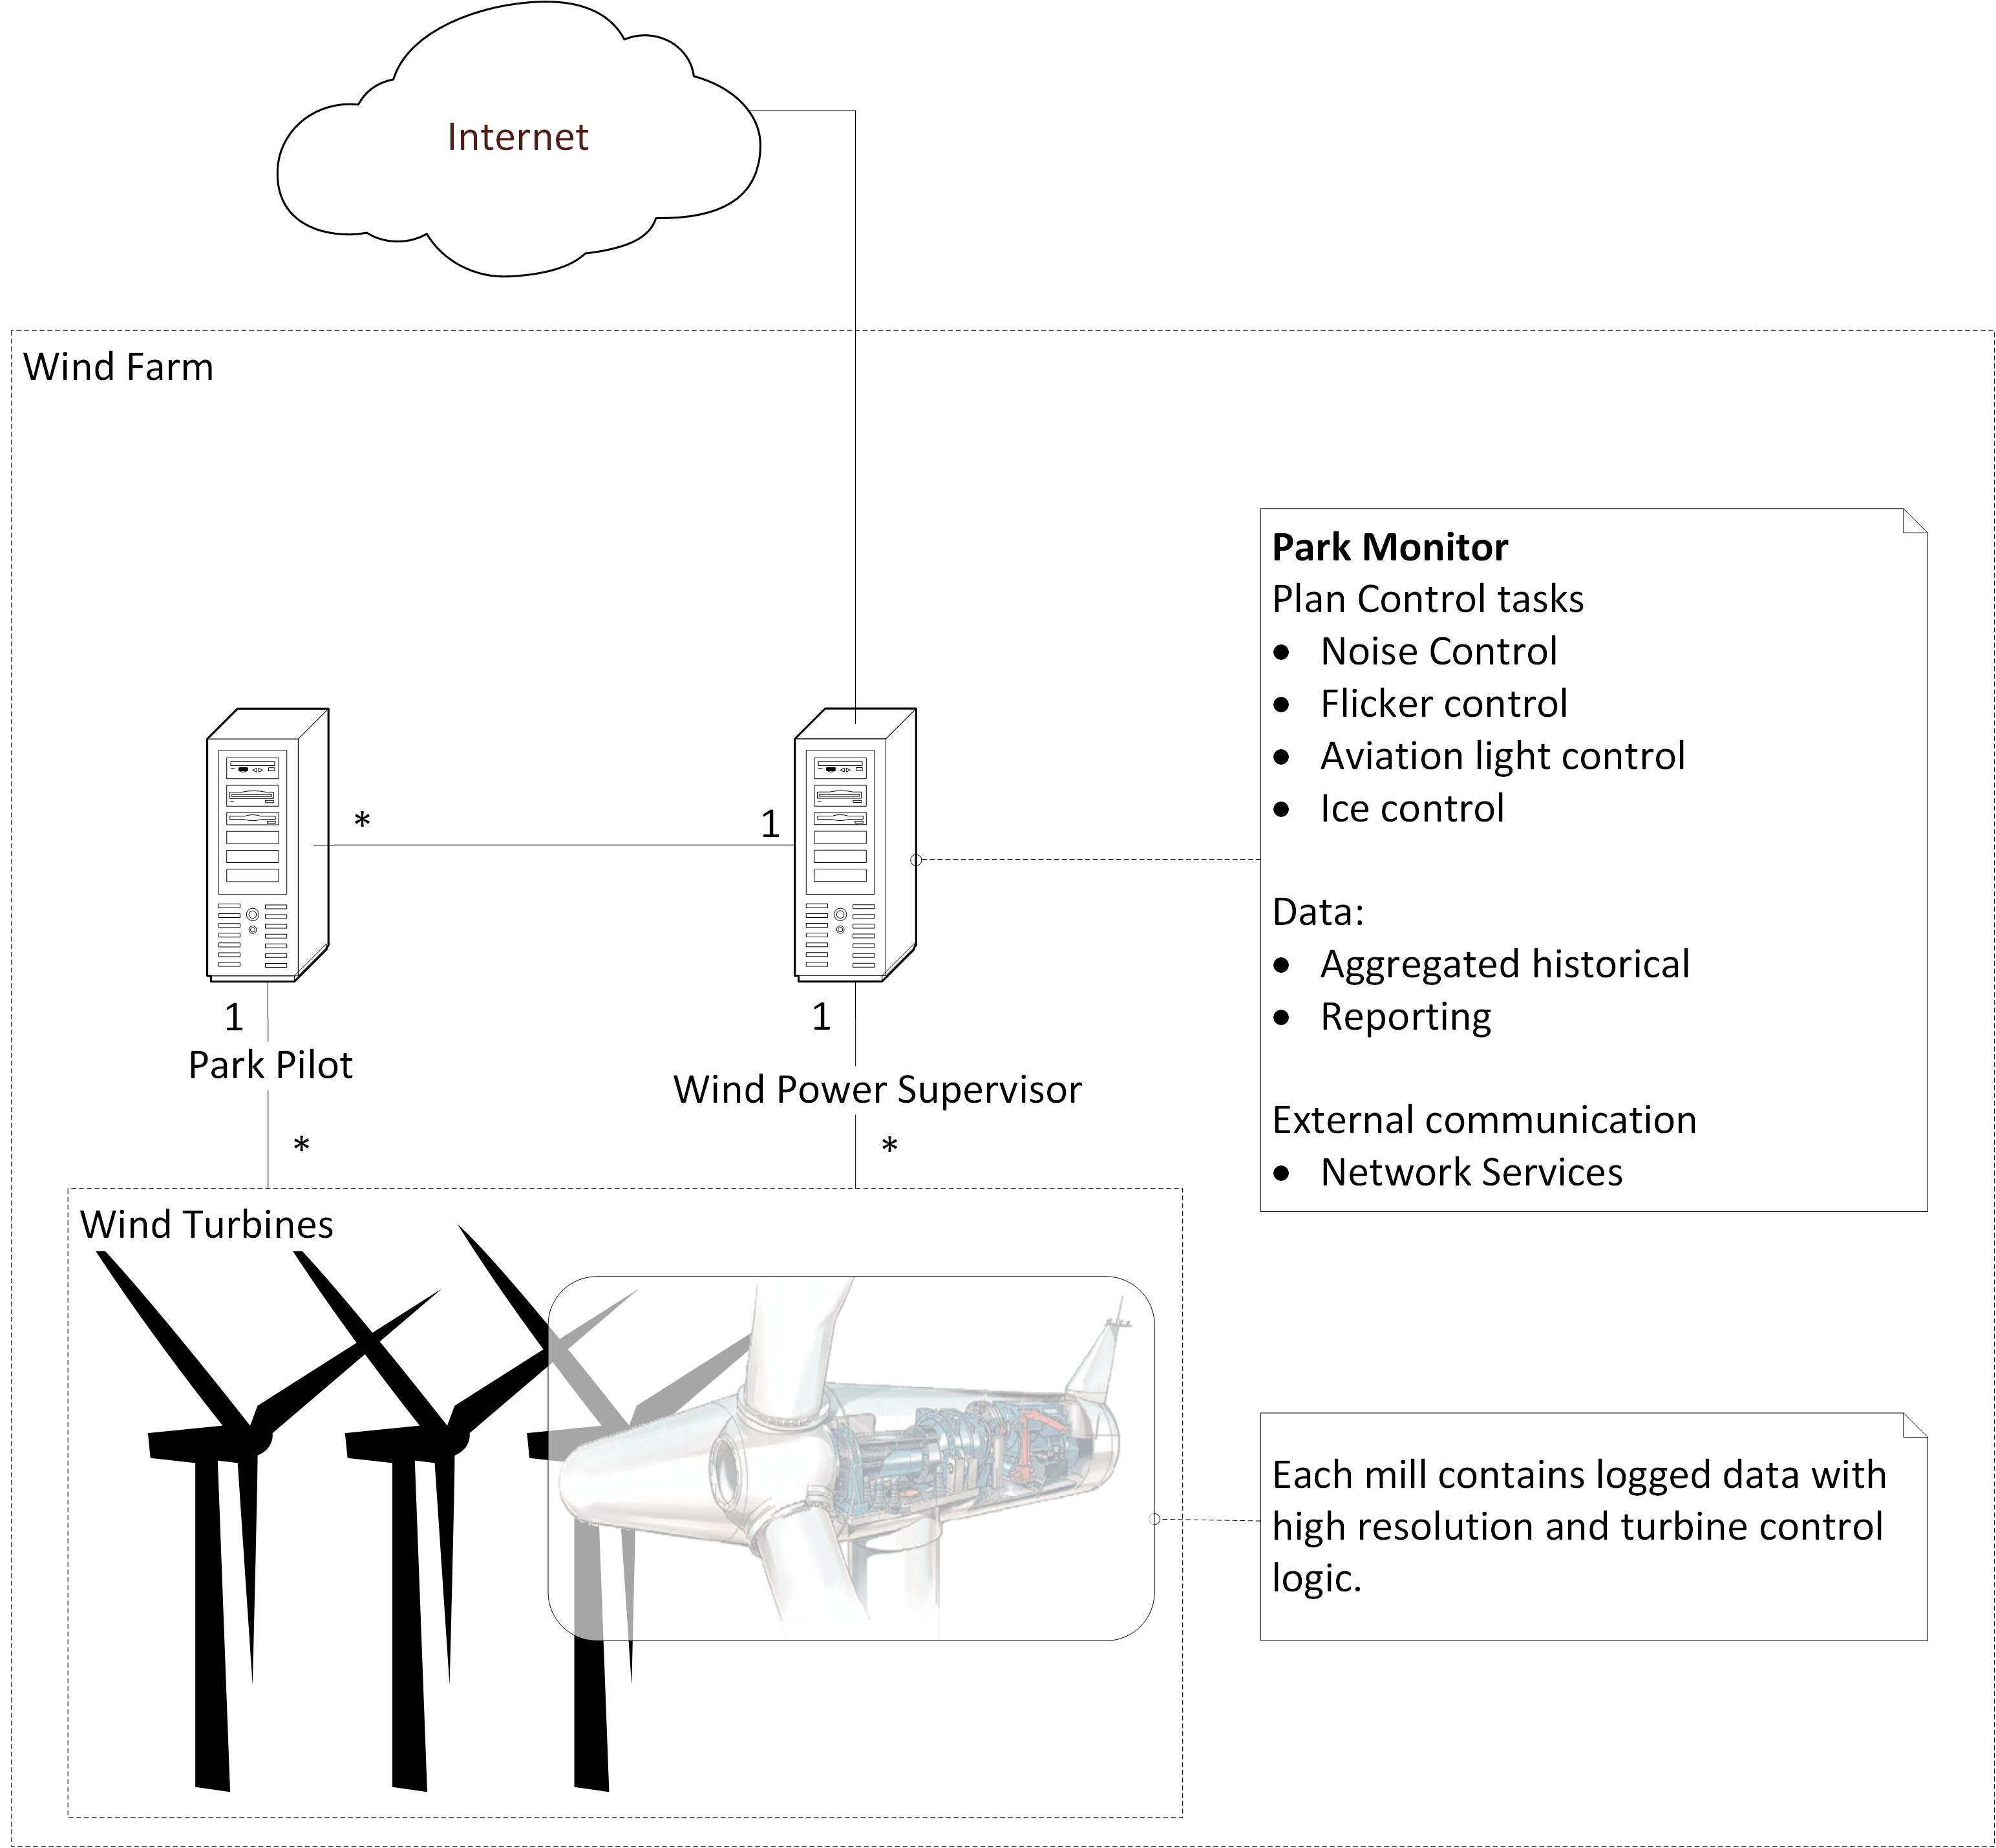 Internet
Wind Farm
Park Monitor
Plan Control tasks
• Noise Control
• Flicker control
• Aviation light control
• Ice control
Data:
• Aggregated historical
• Reporting
External communication
• Network Services
*
1
1
Park Pilot
*
1
Wind Power Supervisor
*
Wind Turbines
Each mill contains logged data with
high resolution and turbine control
logic.